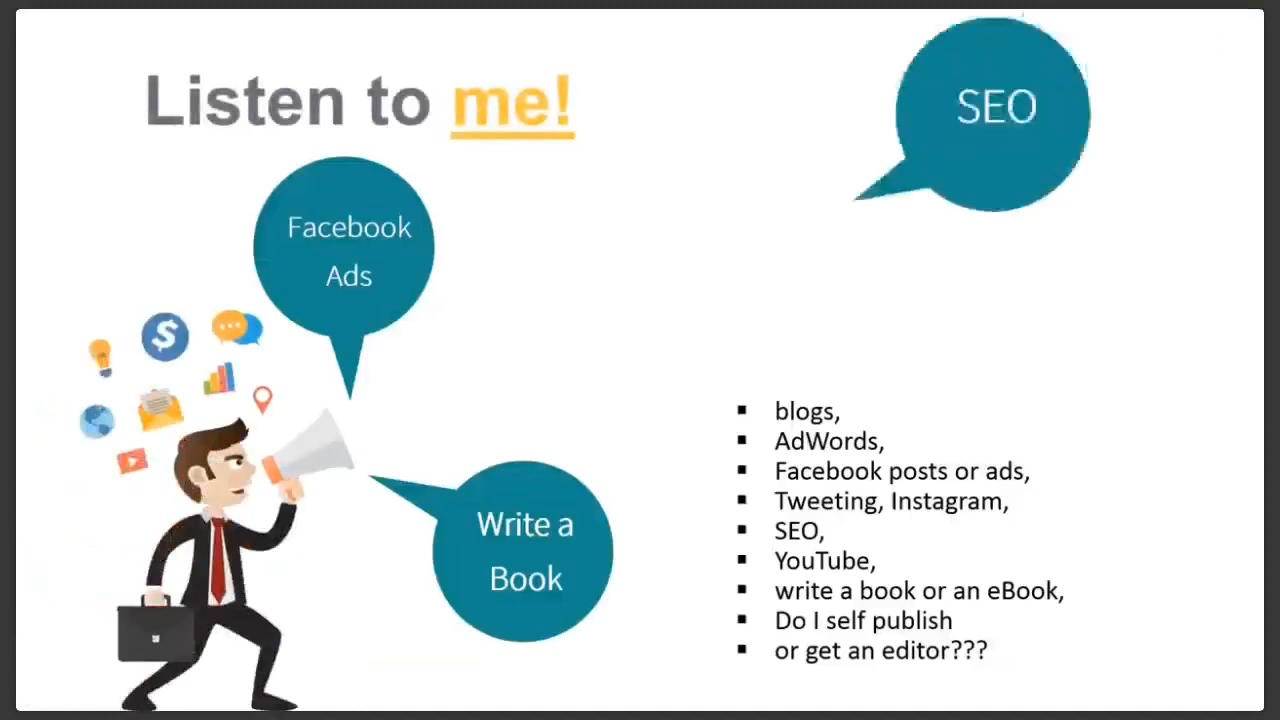 Listen to me!
SEO
Facebook
Ads
Write a
Book
blogs,
AdWords,
Facebook posts or ads,
Tweeting, Instagram,
SEO,
YouTube,
write a book or an eBook,
Do I self publish
or get an editor???